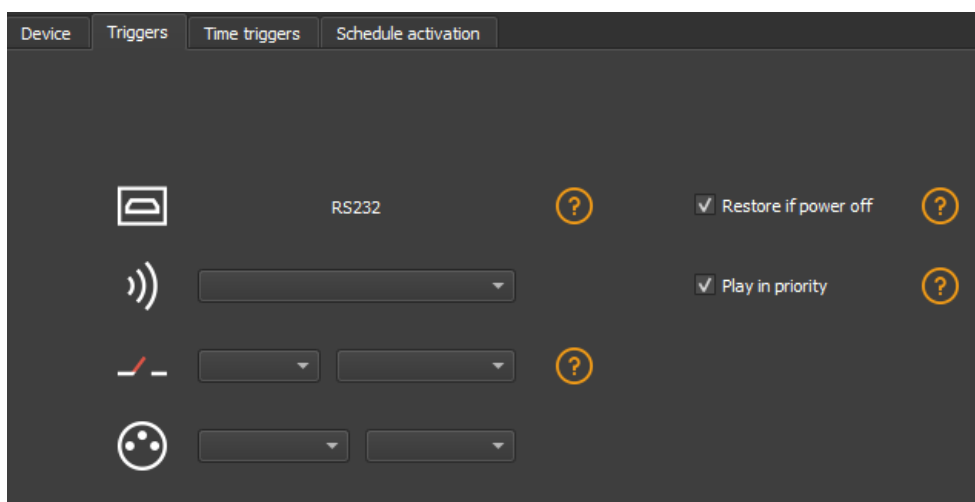 Device Triggers Time triggers Schedule activation
RS232 ? Restore if power off ?
Play in priority ?
?